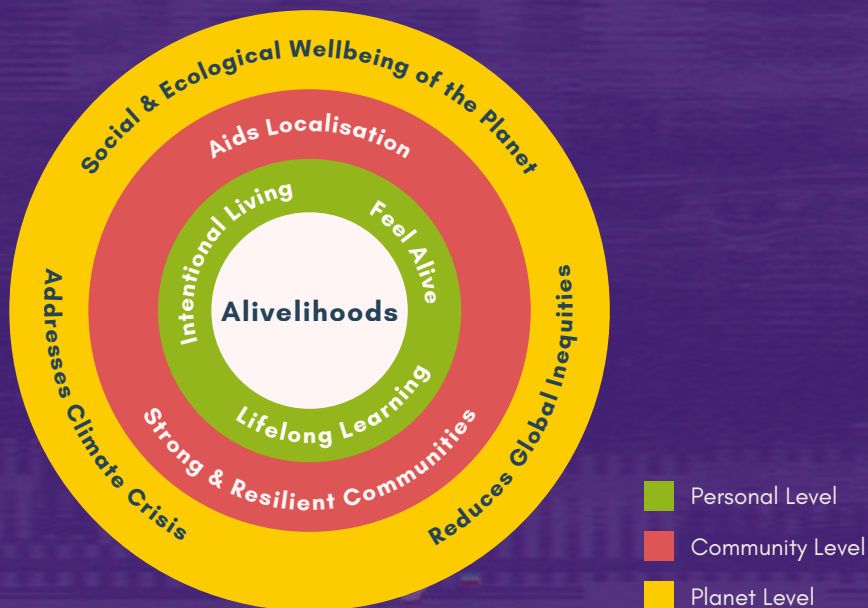 Social & Ecological Wellbeing of the Planet
Aids Localisation
Intentional Living
Feel Alive
Alivelihoods
Lifelong Learning
Strong & Resilient Communities
Addresses Climate Crisis
Reduces Global Inequities
Personal Level
Community Level
Planet Level